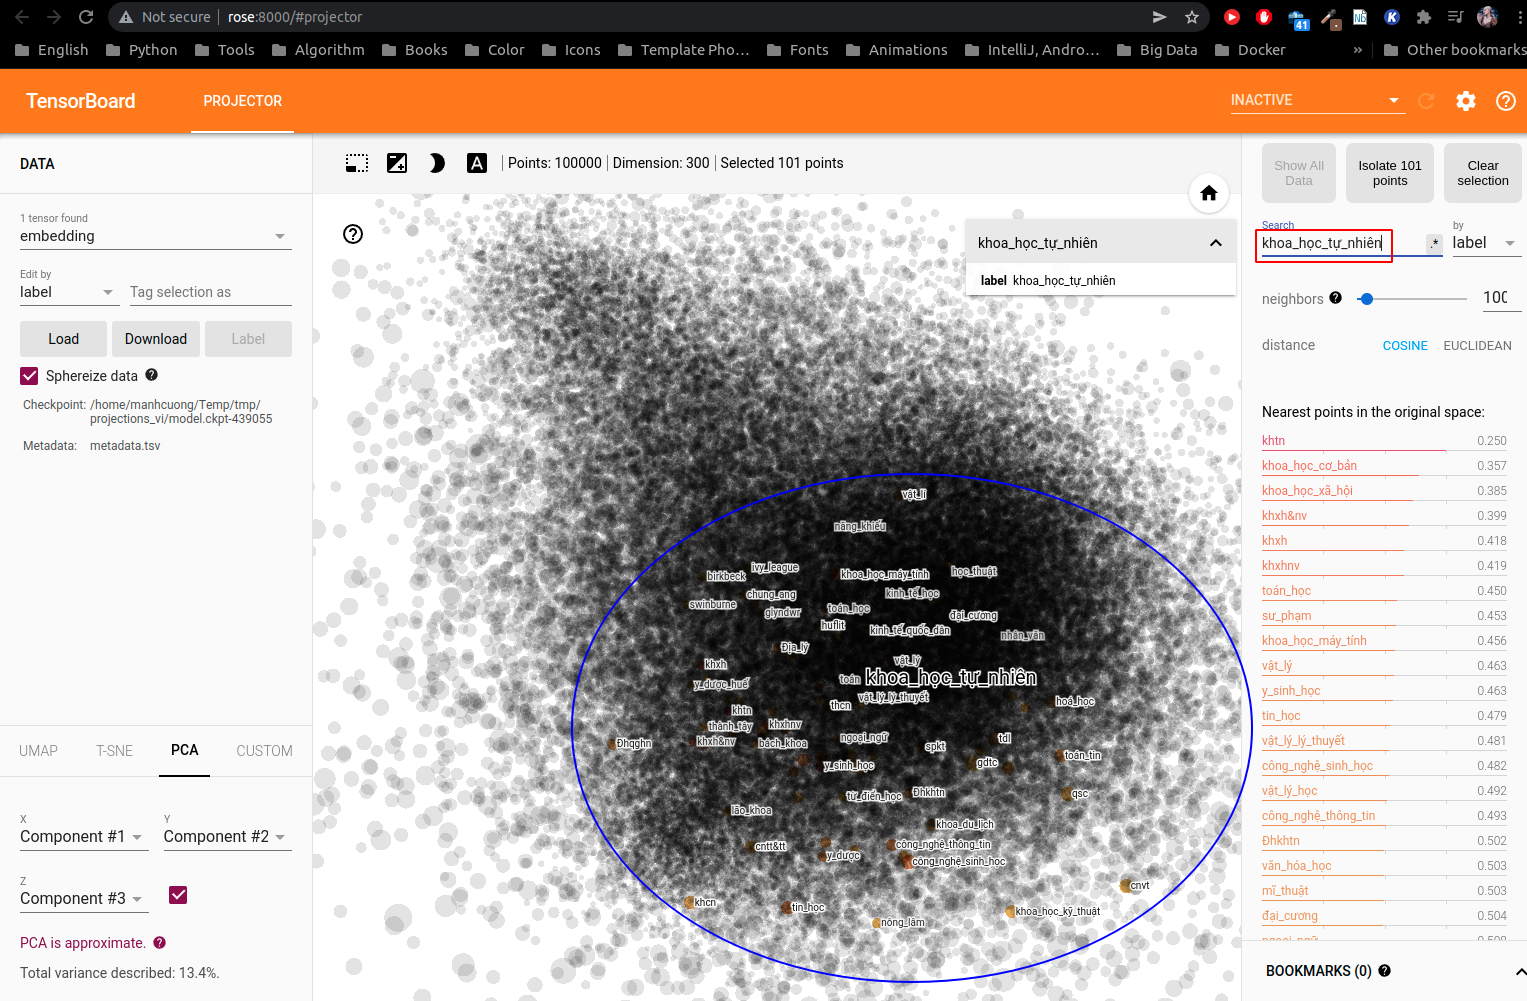 Not secure | rose:8000/#projector
41
Nb
K
English Python Tools Algorithm Books Color Icons Template Pho… Fonts Animations IntelliJ, Andro… Big Data Docker » Other bookmarks
TensorBoard PROJECTOR INACTIVE
DATA
1 tensor found
embedding
Edit by
label Tag selection as
Load Download Label
Sphereize data
Checkpoint: /home/manhcuong/Temp/tmp/
projections_vi/model.ckpt-439055
Metadata: metadata.tsv
UMAP T-SNE PCA CUSTOM
X Y
Component #1 Component #2
Z
Component #3
PCA is approximate.
Total variance described: 13.4%.
A | Points: 100000 | Dimension: 300 | Selected 101 points
khoa_học_tự_nhiên
label khoa_học_tự_nhiên
vật_lí
năng_khiếu
ivy_league
birkbeck
khoa_học_máy_tính
học_thuật
chung_ang
kinh_tế_học
swinburne
glyndwr
toán_học
đại_cương
huflit
kinh_tế_quốc_dân
nhân_văn
Địa_lý
khxh
vật_lý
khoa_học_tự_nhiên
toán
y_dược_huế
vật_lý_lý_thuyết
hoá_học
thcn
khtn
thành_tây
khxhnv
khxh&nv
bách_khoa
ngoại_ngữ
tdl
Đhqghn
spkt
toán_tin
gdtc
y_sinh_học
Đhkhtn
từ_điển_học
qsc
lão_khoa
khoa_du_lịch
cntt&tt
công_nghệ_thông_tin
y_dược
công_nghệ_sinh_học
cnvt
khcn
tin_học
khoa_học_kỹ_thuật
nông_lâm
Show All
Data
Isolate 101
points
Clear
selection
Search by
khoa_học_tự_nhiên .* label
neighbors 100
distance COSINE EUCLIDEAN
Nearest points in the original space:
khtn 0.250
khoa_học_cơ_bản 0.357
khoa_học_xã_hội 0.385
khxh&nv 0.399
khxh 0.418
khxhnv 0.419
toán_học 0.450
sư_phạm 0.453
khoa_học_máy_tính 0.456
vật_lý 0.463
y_sinh_học 0.463
tin_học 0.479
vật_lý_lý_thuyết 0.481
công_nghệ_sinh_học 0.482
vật_lý_học 0.492
công_nghệ_thông_tin 0.493
Đhkhtn 0.502
văn_hóa_học 0.503
mĩ_thuật 0.503
đại_cương 0.504
BOOKMARKS (0)